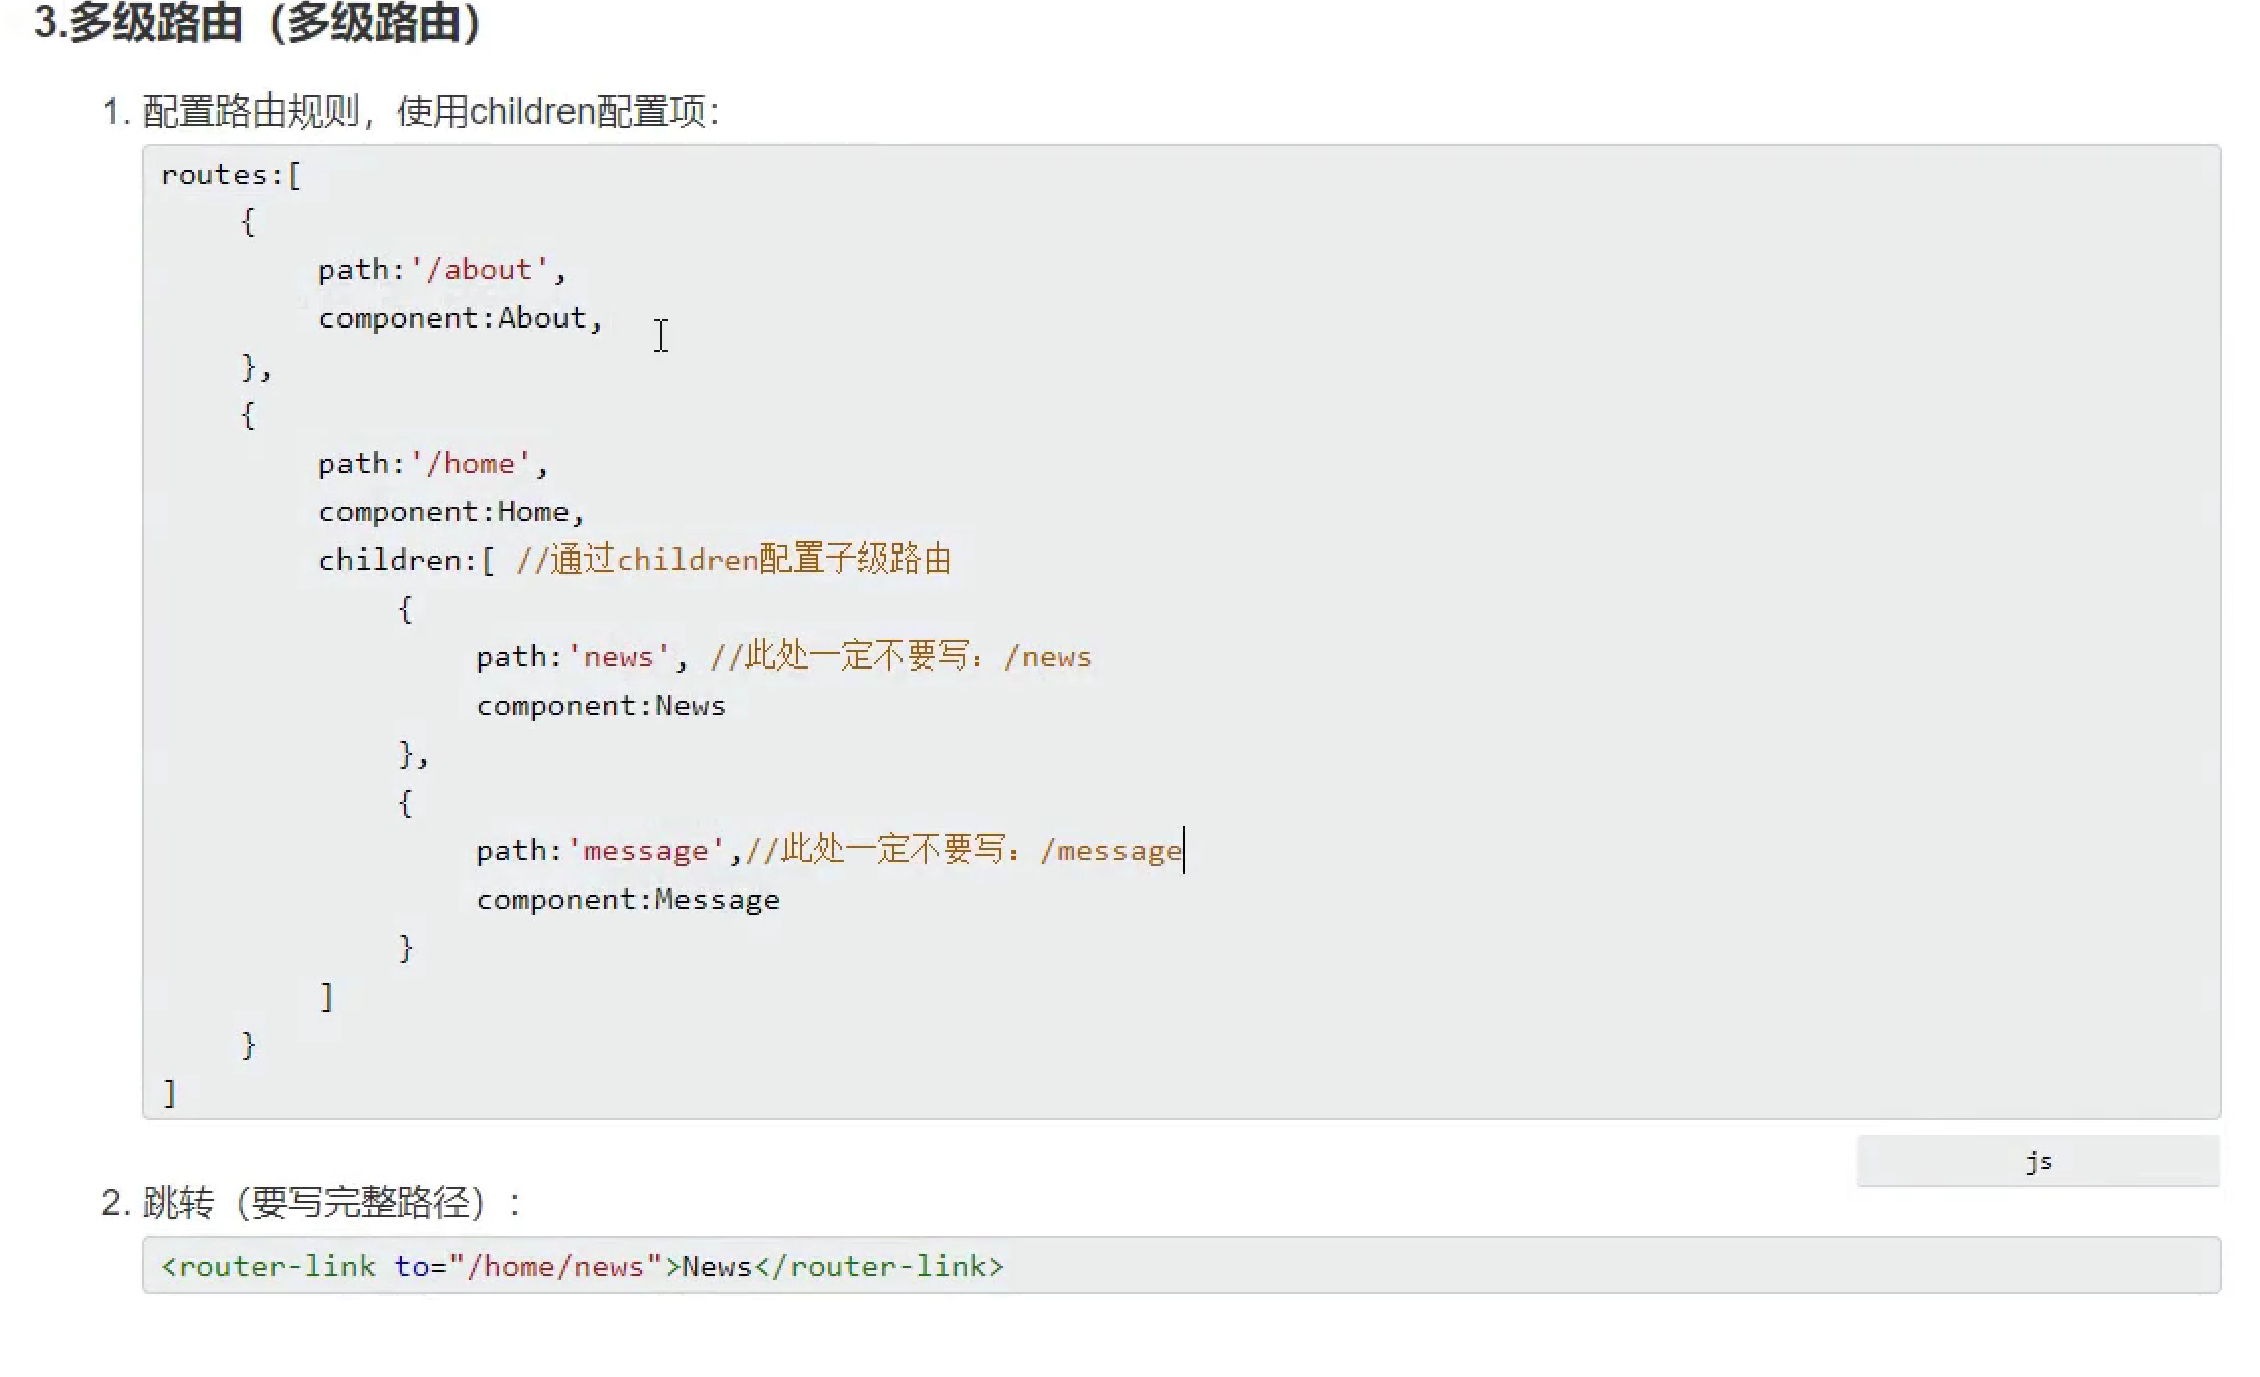 3.多级路由（多级路由）
1. 配置路由规则，使用children配置项：
routes:[
{
path:'/about',
component:About,
},
{
path:'/home',
component:Home,
children:[ //通过children配置子级路由
{
path:'news', //此处一定不要写：/news
component:News
},
{
path:'message',//此处一定不要写：/message
component:Message
}
]
}
]
js
2. 跳转（要写完整路径）：
<router-link to="/home/news">News</router-link>